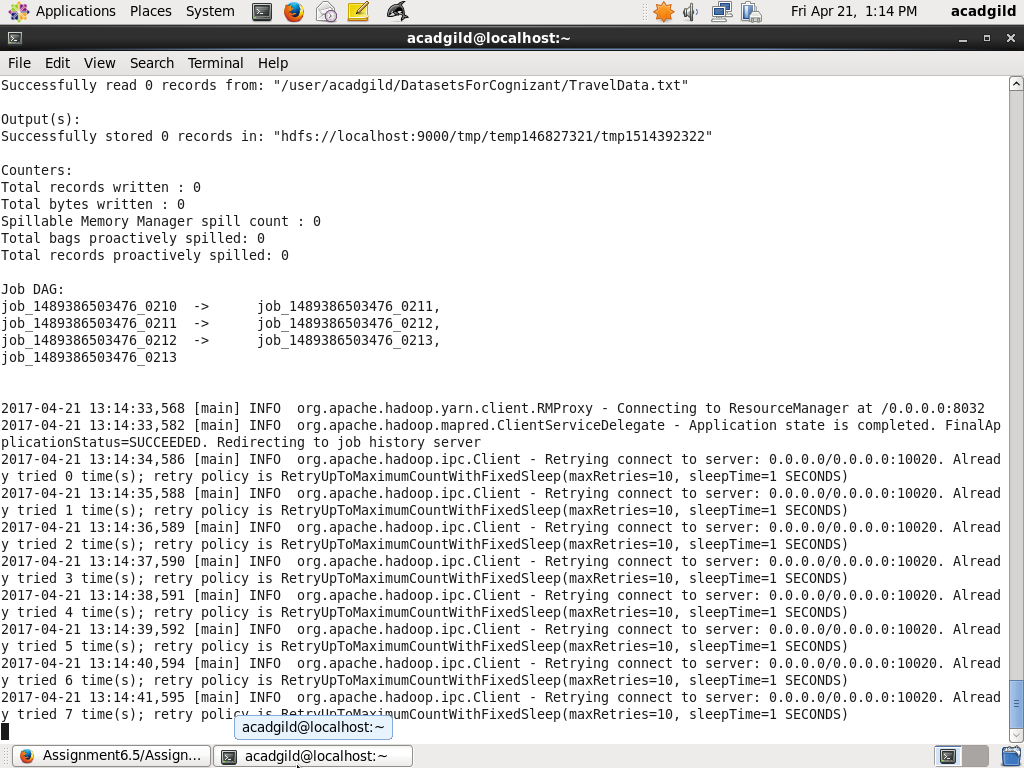 Applications Places System Fri Apr 21, 1:14 PM acadgild
acadgild@localhost:~
File Edit View Search Terminal Help
Successfully read 0 records from: "/user/acadgild/DatasetsForCognizant/TravelData.txt"
Output(s):
Successfully stored 0 records in: "hdfs://localhost:9000/tmp/temp146827321/tmp1514392322"
Counters:
Total records written : 0
Total bytes written : 0
Spillable Memory Manager spill count : 0
Total bags proactively spilled: 0
Total records proactively spilled: 0
Job DAG:
job_1489386503476_0210 -> job_1489386503476_0211,
job_1489386503476_0211 -> job_1489386503476_0212,
job_1489386503476_0212 -> job_1489386503476_0213,
job_1489386503476_0213
2017-04-21 13:14:33,568 [main] INFO org.apache.hadoop.yarn.client.RMProxy - Connecting to ResourceManager at /0.0.0.0:8032
2017-04-21 13:14:33,582 [main] INFO org.apache.hadoop.mapred.ClientServiceDelegate - Application state is completed. FinalAp
plicationStatus=SUCCEEDED. Redirecting to job history server
2017-04-21 13:14:34,586 [main] INFO org.apache.hadoop.ipc.Client - Retrying connect to server: 0.0.0.0/0.0.0.0:10020. Alread
y tried 0 time(s); retry policy is RetryUpToMaximumCountWithFixedSleep(maxRetries=10, sleepTime=1 SECONDS)
2017-04-21 13:14:35,588 [main] INFO org.apache.hadoop.ipc.Client - Retrying connect to server: 0.0.0.0/0.0.0.0:10020. Alread
y tried 1 time(s); retry policy is RetryUpToMaximumCountWithFixedSleep(maxRetries=10, sleepTime=1 SECONDS)
2017-04-21 13:14:36,589 [main] INFO org.apache.hadoop.ipc.Client - Retrying connect to server: 0.0.0.0/0.0.0.0:10020. Alread
y tried 2 time(s); retry policy is RetryUpToMaximumCountWithFixedSleep(maxRetries=10, sleepTime=1 SECONDS)
2017-04-21 13:14:37,590 [main] INFO org.apache.hadoop.ipc.Client - Retrying connect to server: 0.0.0.0/0.0.0.0:10020. Alread
y tried 3 time(s); retry policy is RetryUpToMaximumCountWithFixedSleep(maxRetries=10, sleepTime=1 SECONDS)
2017-04-21 13:14:38,591 [main] INFO org.apache.hadoop.ipc.Client - Retrying connect to server: 0.0.0.0/0.0.0.0:10020. Alread
y tried 4 time(s); retry policy is RetryUpToMaximumCountWithFixedSleep(maxRetries=10, sleepTime=1 SECONDS)
2017-04-21 13:14:39,592 [main] INFO org.apache.hadoop.ipc.Client - Retrying connect to server: 0.0.0.0/0.0.0.0:10020. Alread
y tried 5 time(s); retry policy is RetryUpToMaximumCountWithFixedSleep(maxRetries=10, sleepTime=1 SECONDS)
2017-04-21 13:14:40,594 [main] INFO org.apache.hadoop.ipc.Client - Retrying connect to server: 0.0.0.0/0.0.0.0:10020. Alread
y tried 6 time(s); retry policy is RetryUpToMaximumCountWithFixedSleep(maxRetries=10, sleepTime=1 SECONDS)
2017-04-21 13:14:41,595 [main] INFO org.apache.hadoop.ipc.Client - Retrying connect to server: 0.0.0.0/0.0.0.0:10020. Alread
y tried 7 time(s); retry policy is RetryUpToMaximumCountWithFixedSleep(maxRetries=10, sleepTime=1 SECONDS)
acadgild@localhost:~
Assignment6.5/Assign... acadgild@localhost:~